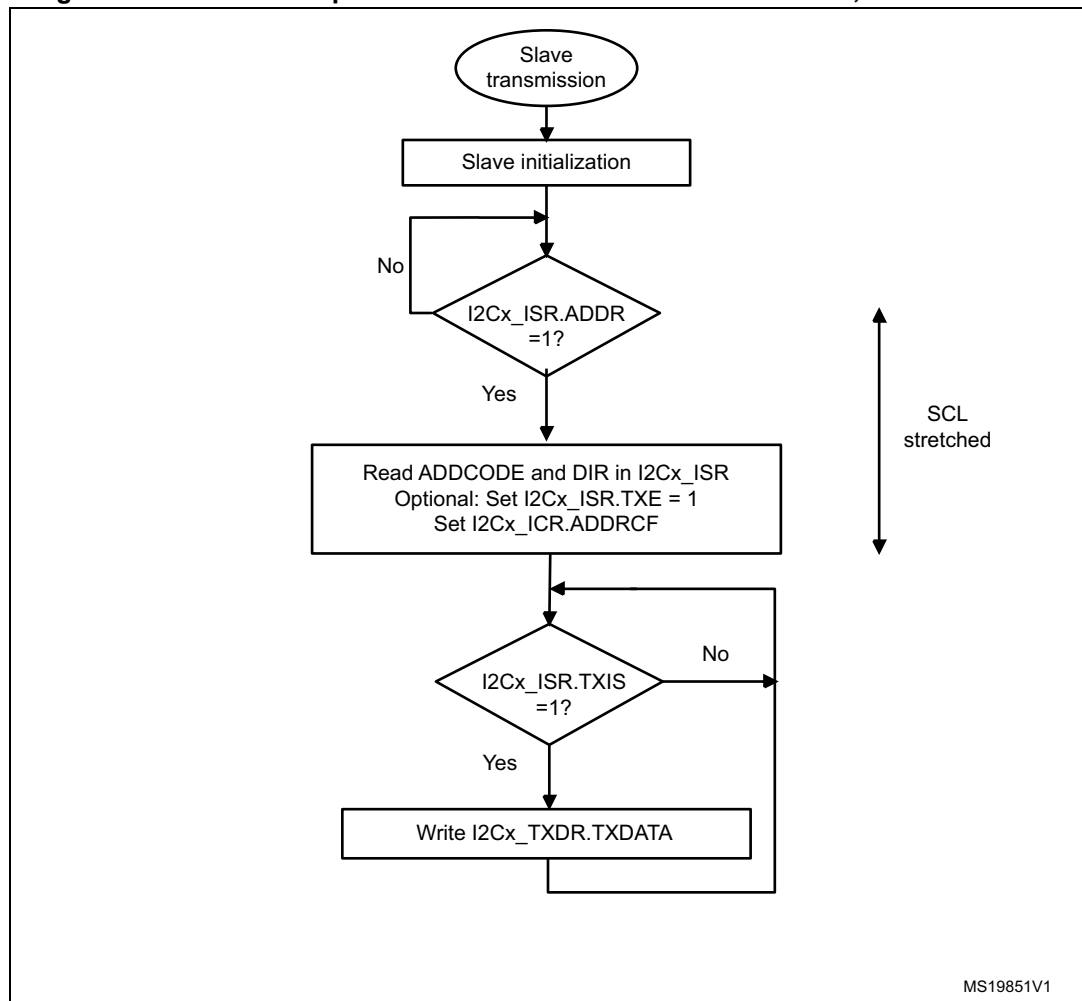 Slave
transmission
Slave initialization
No
I2Cx_ISR.ADDR
=1?
Yes
SCL
stretched
Read ADDCODE and DIR in I2Cx_ISR
Optional: Set I2Cx_ISR.TXE = 1
Set I2Cx_ICR.ADDRCF
No
I2Cx_ISR.TXIS
=1?
Yes
Write I2Cx_TXDR.TXDATA
MS19851V1